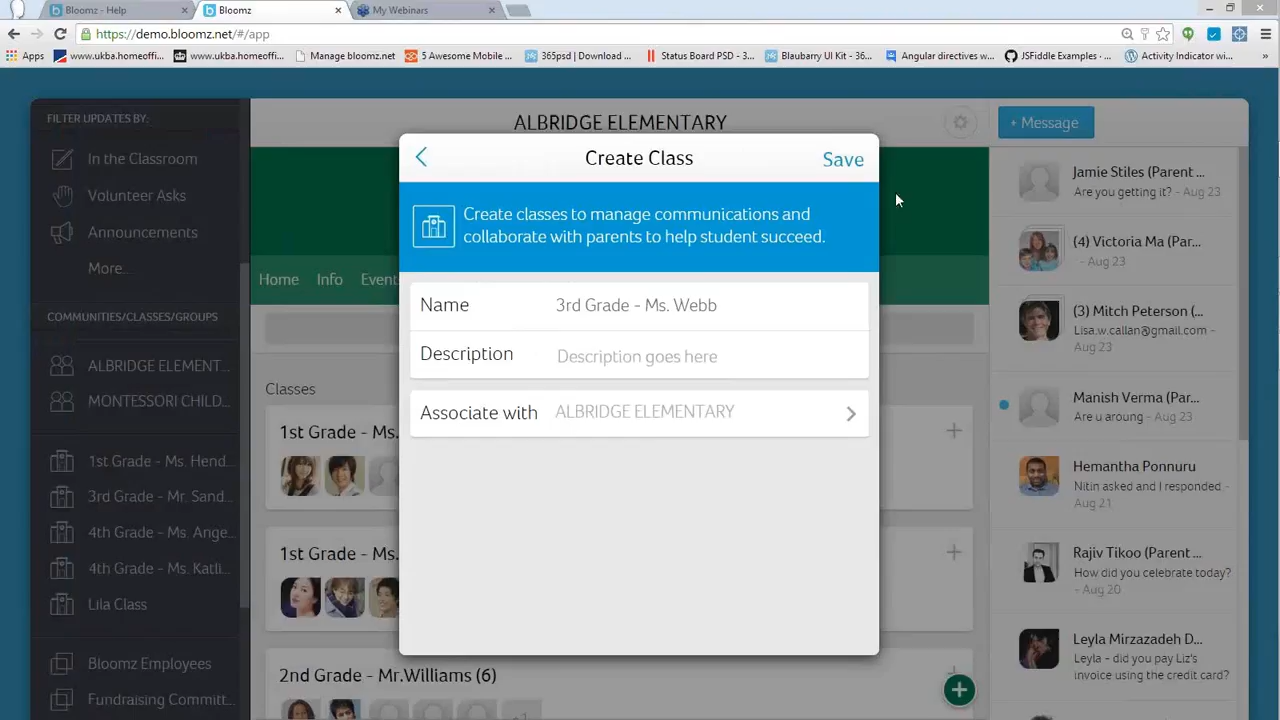 Bloomz - Help
Bloomz
My Webinars
https://demo.bloomz.net/#/app
Apps
www.ukba.homeoffi...
www.ukba.homeoffi...
Manage bloomz.net
5 Awesome Mobile ...
365psd | Download ...
Status Board PSD - 3...
Blaubarry UI Kit - 36...
Angular directives w...
JSFiddle Examples · ...
Activity Indicator wi...
»
FILTER UPDATES BY:
In the Classroom
Volunteer Asks
Announcements
More...
COMMUNITIES/CLASSES/GROUPS
ALBRIDGE ELEMENT...
MONTESSORI CHILD...
1st Grade - Ms. Hend...
3rd Grade - Mr. Sand...
4th Grade - Ms. Ange...
4th Grade - Ms. Katli...
Lila Class
Bloomz Employees
Fundraising Committ...
ALBRIDGE ELEMENTARY
Home Info Event
Classes
1st Grade - Ms.
1st Grade - Ms.
2nd Grade - Mr.Williams (6)
Create Class
Save
Create classes to manage communications and
collaborate with parents to help student succeed.
Name 3rd Grade - Ms. Webb
Description Description goes here
Associate with ALBRIDGE ELEMENTARY
+ Message
Jamie Stiles (Parent ...
Are you getting it? - Aug 23
(4) Victoria Ma (Par...
- Aug 23
(3) Mitch Peterson (...
Lisa.w.callan@gmail.com -
Aug 23
Manish Verma (Par...
Are u aroung - Aug 23
Hemantha Ponnuru
Nitin asked and I responded -
Aug 21
Rajiv Tikoo (Parent ...
How did you celebrate today?
- Aug 20
Leyla Mirzazadeh D...
Leyla - did you pay Liz's
invoice using the credit card?